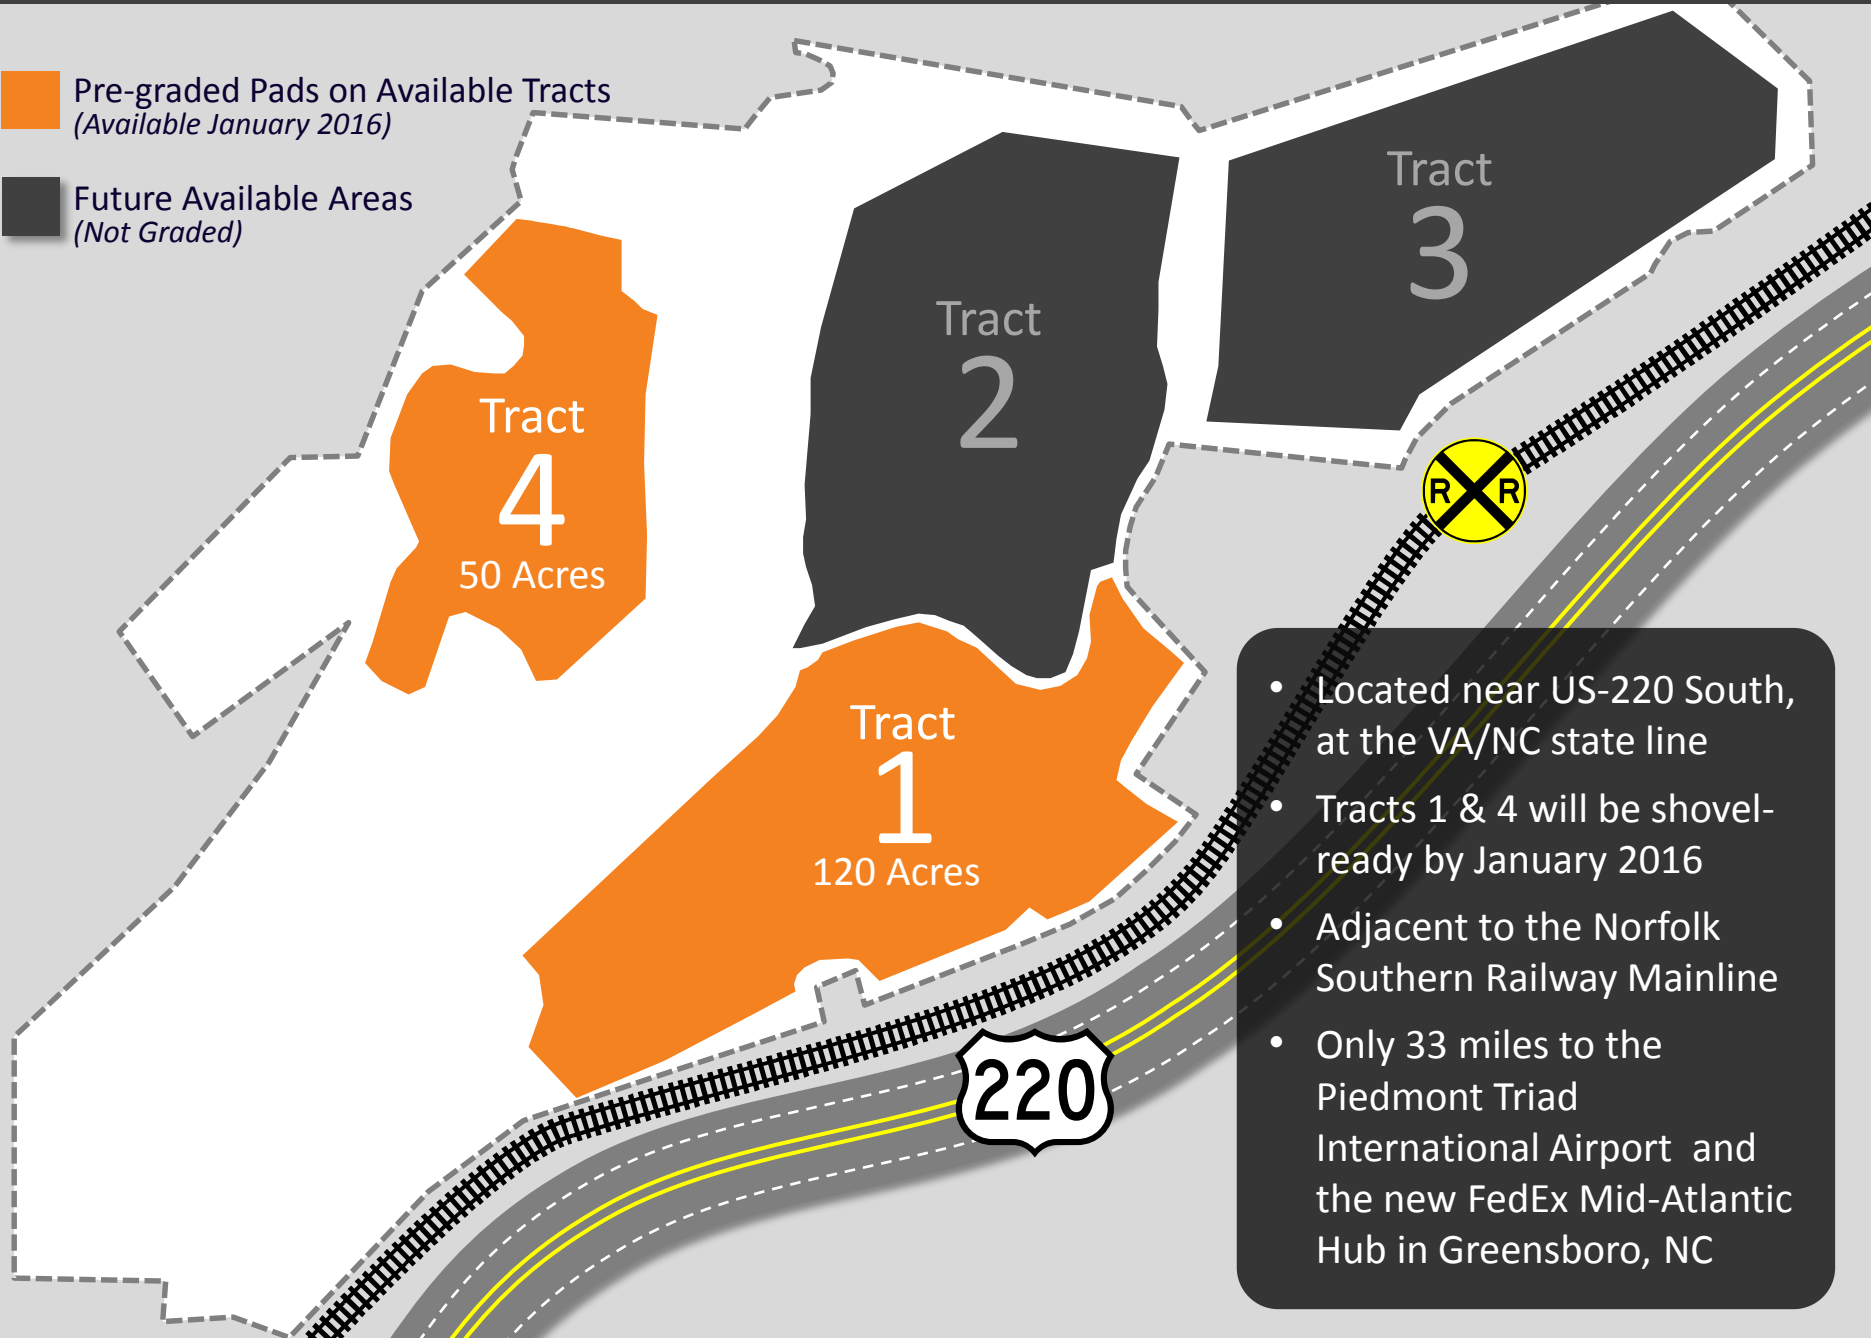 Pre-graded Pads on Available Tracts
(Available January 2016)
Future Available Areas
(Not Graded)
Tract
3
Tract
2
Tract
4
50 Acres
R R
Tract
1
120 Acres
220
• Located near US-220 South,
at the VA/NC state line
• Tracts 1 & 4 will be shovel-
ready by January 2016
• Adjacent to the Norfolk
Southern Railway Mainline
• Only 33 miles to the
Piedmont Triad
International Airport and
the new FedEx Mid-Atlantic
Hub in Greensboro, NC